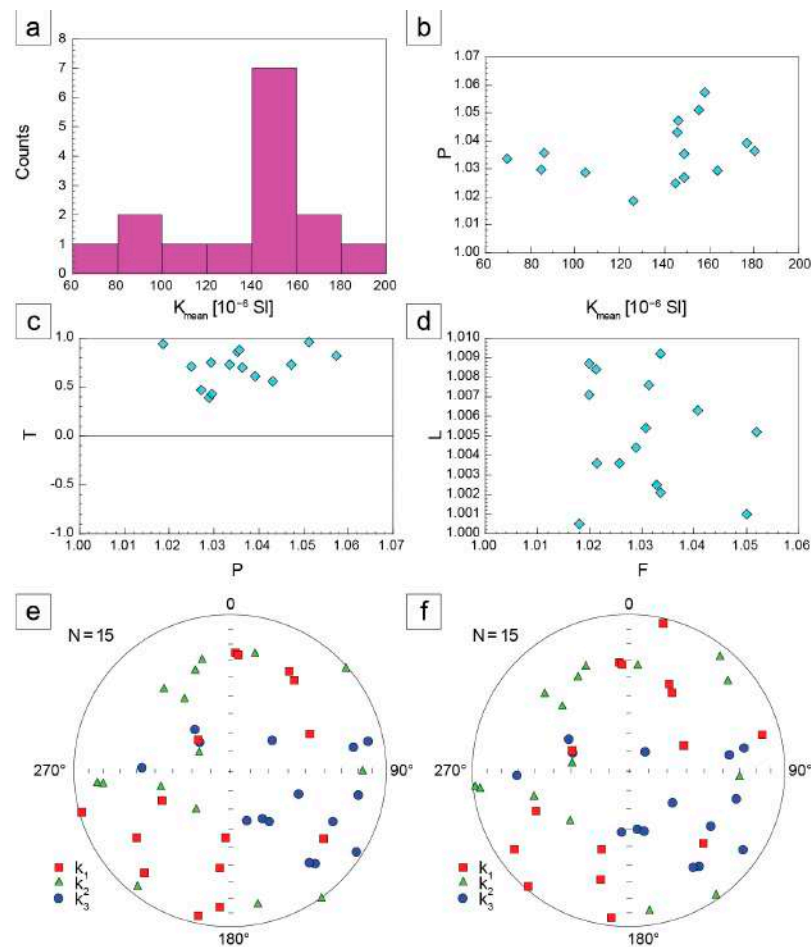 a
8
7
6
5
4
3
2
1
0
Counts
60 80 100 120 140 160 180 200
Kmean [10⁻⁶ SI]
b
1.07
1.06
1.05
1.04
1.03
1.02
1.01
1.00
P
60 80 100 120 140 160 180 200
Kmean [10⁻⁶ SI]
c
1.0
0.5
0.0
-0.5
-1.0
T
1.00 1.01 1.02 1.03 1.04 1.05 1.06 1.07
P
d
1.010
1.009
1.008
1.007
1.006
1.005
1.004
1.003
1.002
1.001
1.000
L
1.00 1.01 1.02 1.03 1.04 1.05 1.06
F
e
N = 15
0
270°
90°
180°
k₁
k₂
k₃
f
N = 15
0
270°
90°
180°
k₁
k₂
k₃